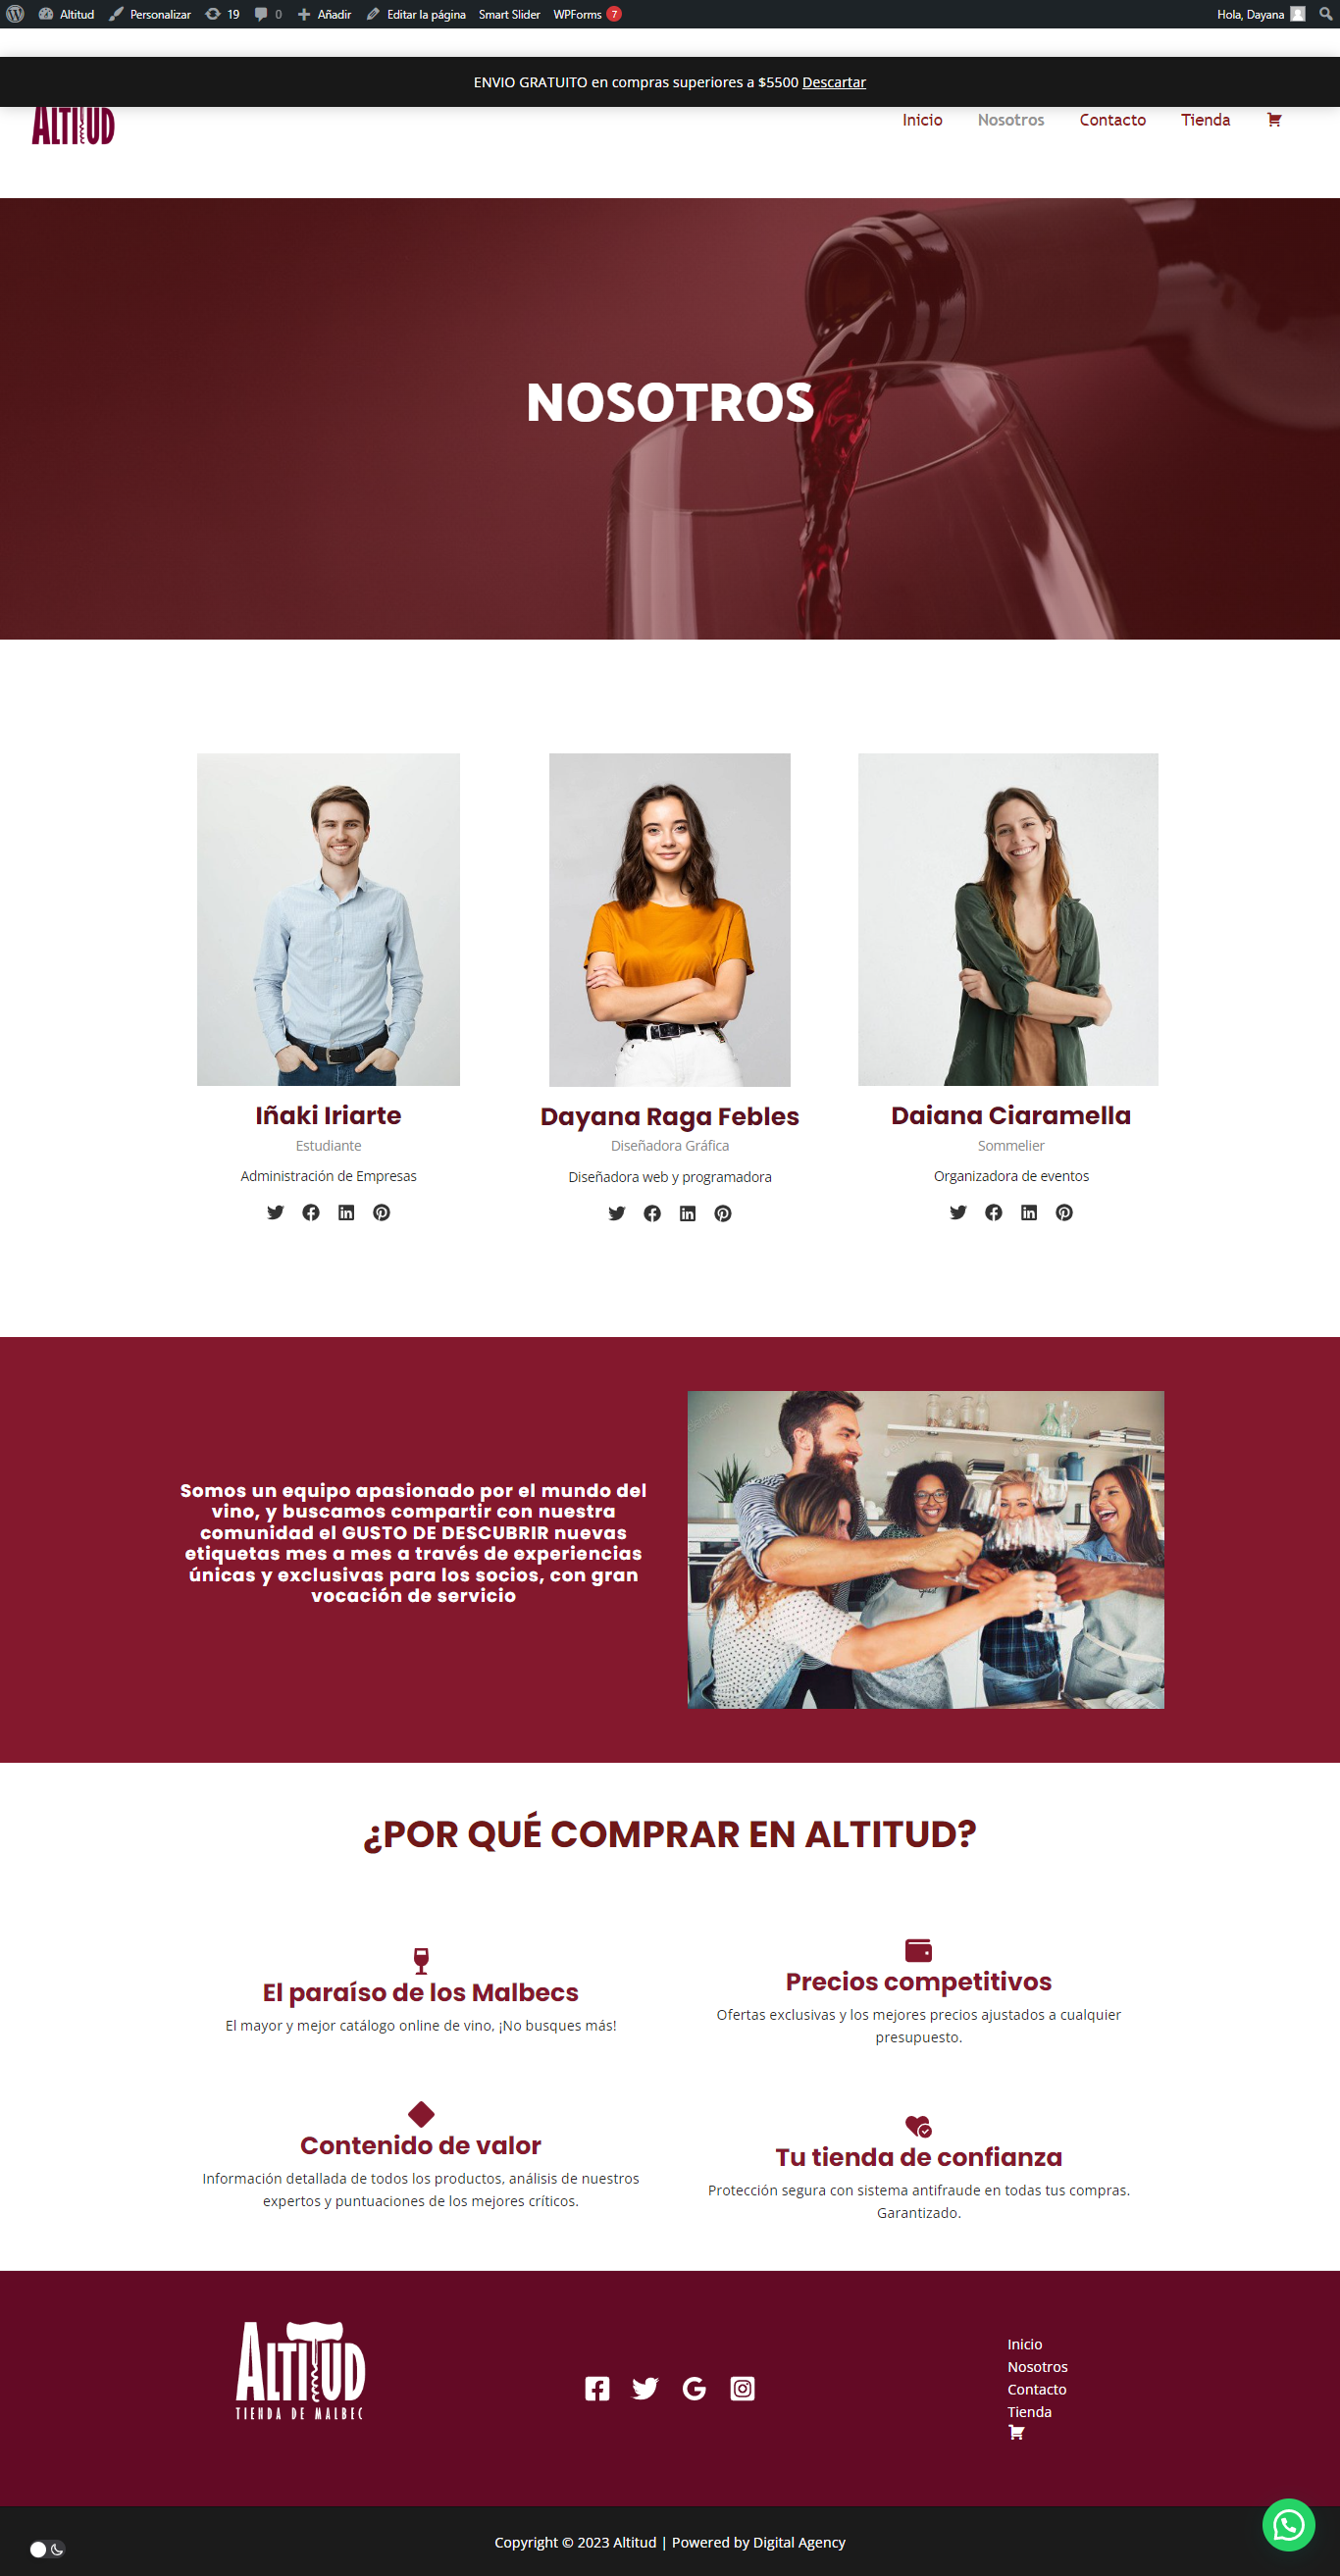 Altitud Personalizar 19 0 Añadir Editar la página Smart Slider WPForms 7 Hola, Dayana
ENVIO GRATUITO en compras superiores a $5500 Descartar
ALTITUD
Inicio Nosotros Contacto Tienda
NOSOTROS
Iñaki Iriarte
Estudiante
Administración de Empresas
Dayana Raga Febles
Diseñadora Gráfica
Diseñadora web y programadora
Daiana Ciaramella
Sommelier
Organizadora de eventos
Somos un equipo apasionado por el mundo del
vino, y buscamos compartir con nuestra
comunidad el GUSTO DE DESCUBRIR nuevas
etiquetas mes a mes a través de experiencias
únicas y exclusivas para los socios, con gran
vocación de servicio
¿POR QUÉ COMPRAR EN ALTITUD?
El paraíso de los Malbecs
El mayor y mejor catálogo online de vino, ¡No busques más!
Precios competitivos
Ofertas exclusivas y los mejores precios ajustados a cualquier
presupuesto.
Contenido de valor
Información detallada de todos los productos, análisis de nuestros
expertos y puntuaciones de los mejores críticos.
Tu tienda de confianza
Protección segura con sistema antifraude en todas tus compras.
Garantizado.
ALTITUD
TIENDA DE MALBEC
Inicio
Nosotros
Contacto
Tienda
Copyright © 2023 Altitud | Powered by Digital Agency